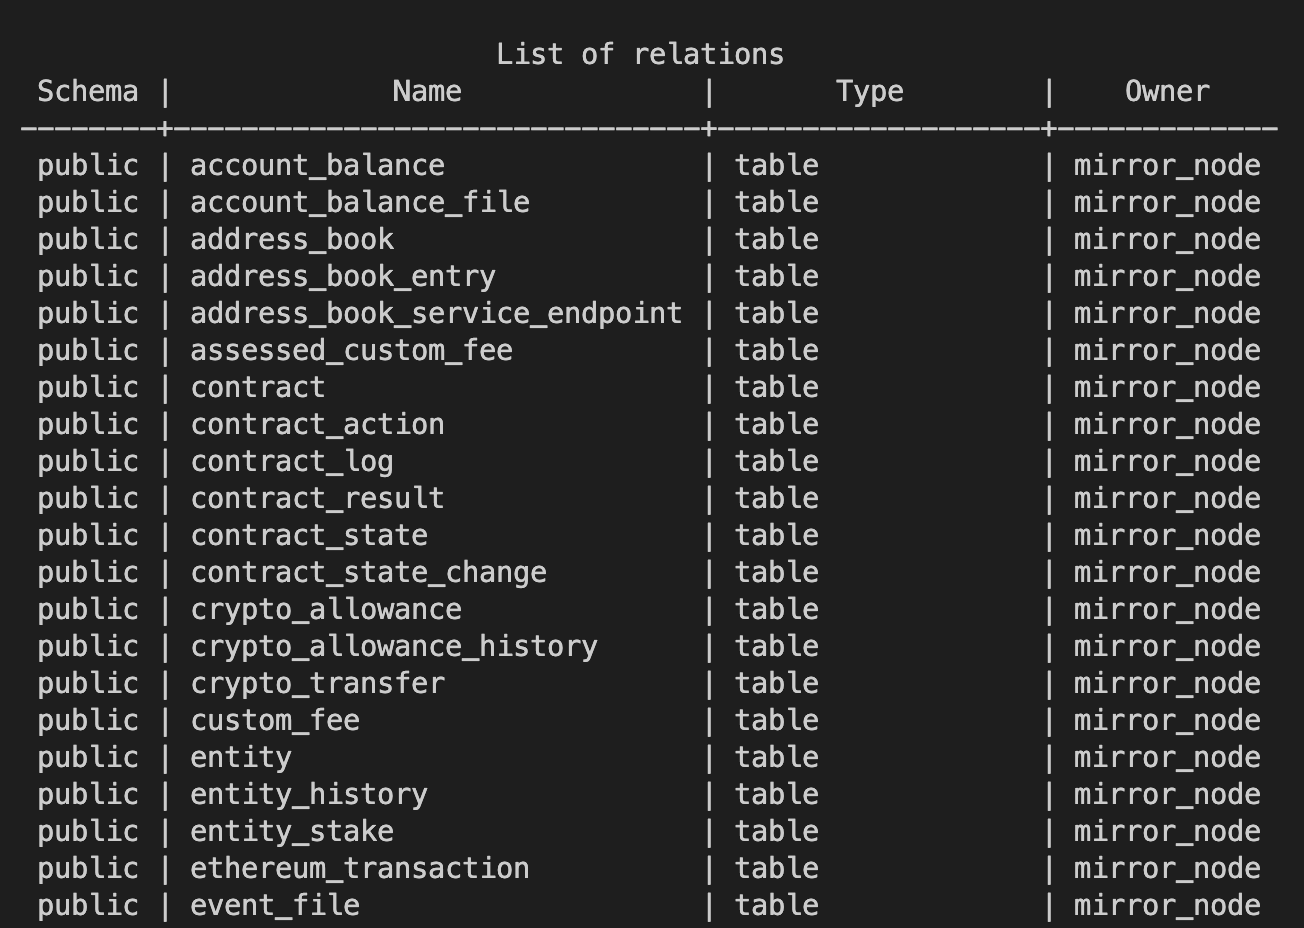 List of relations
Schema | Name | Type | Owner
--------+-------------------------------+-------------------+-------------
public | account_balance | table | mirror_node
public | account_balance_file | table | mirror_node
public | address_book | table | mirror_node
public | address_book_entry | table | mirror_node
public | address_book_service_endpoint | table | mirror_node
public | assessed_custom_fee | table | mirror_node
public | contract | table | mirror_node
public | contract_action | table | mirror_node
public | contract_log | table | mirror_node
public | contract_result | table | mirror_node
public | contract_state | table | mirror_node
public | contract_state_change | table | mirror_node
public | crypto_allowance | table | mirror_node
public | crypto_allowance_history | table | mirror_node
public | crypto_transfer | table | mirror_node
public | custom_fee | table | mirror_node
public | entity | table | mirror_node
public | entity_history | table | mirror_node
public | entity_stake | table | mirror_node
public | ethereum_transaction | table | mirror_node
public | event_file | table | mirror_node